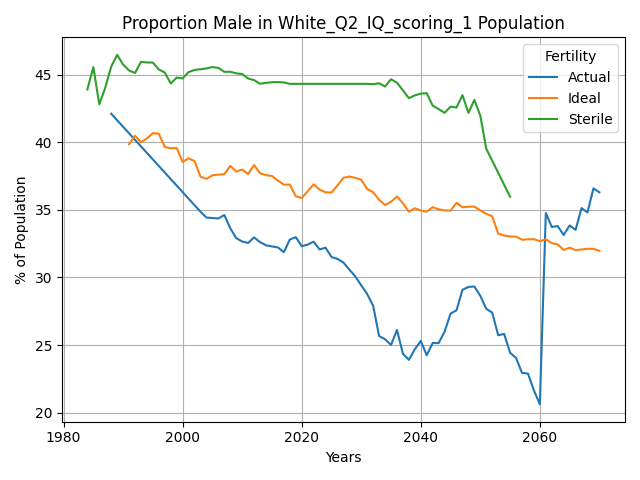 Proportion Male in White_Q2_IQ_scoring_1 Population
Fertility
Actual
Ideal
Sterile
% of Population
45
40
35
30
25
20
1980
2000
2020
2040
2060
Years